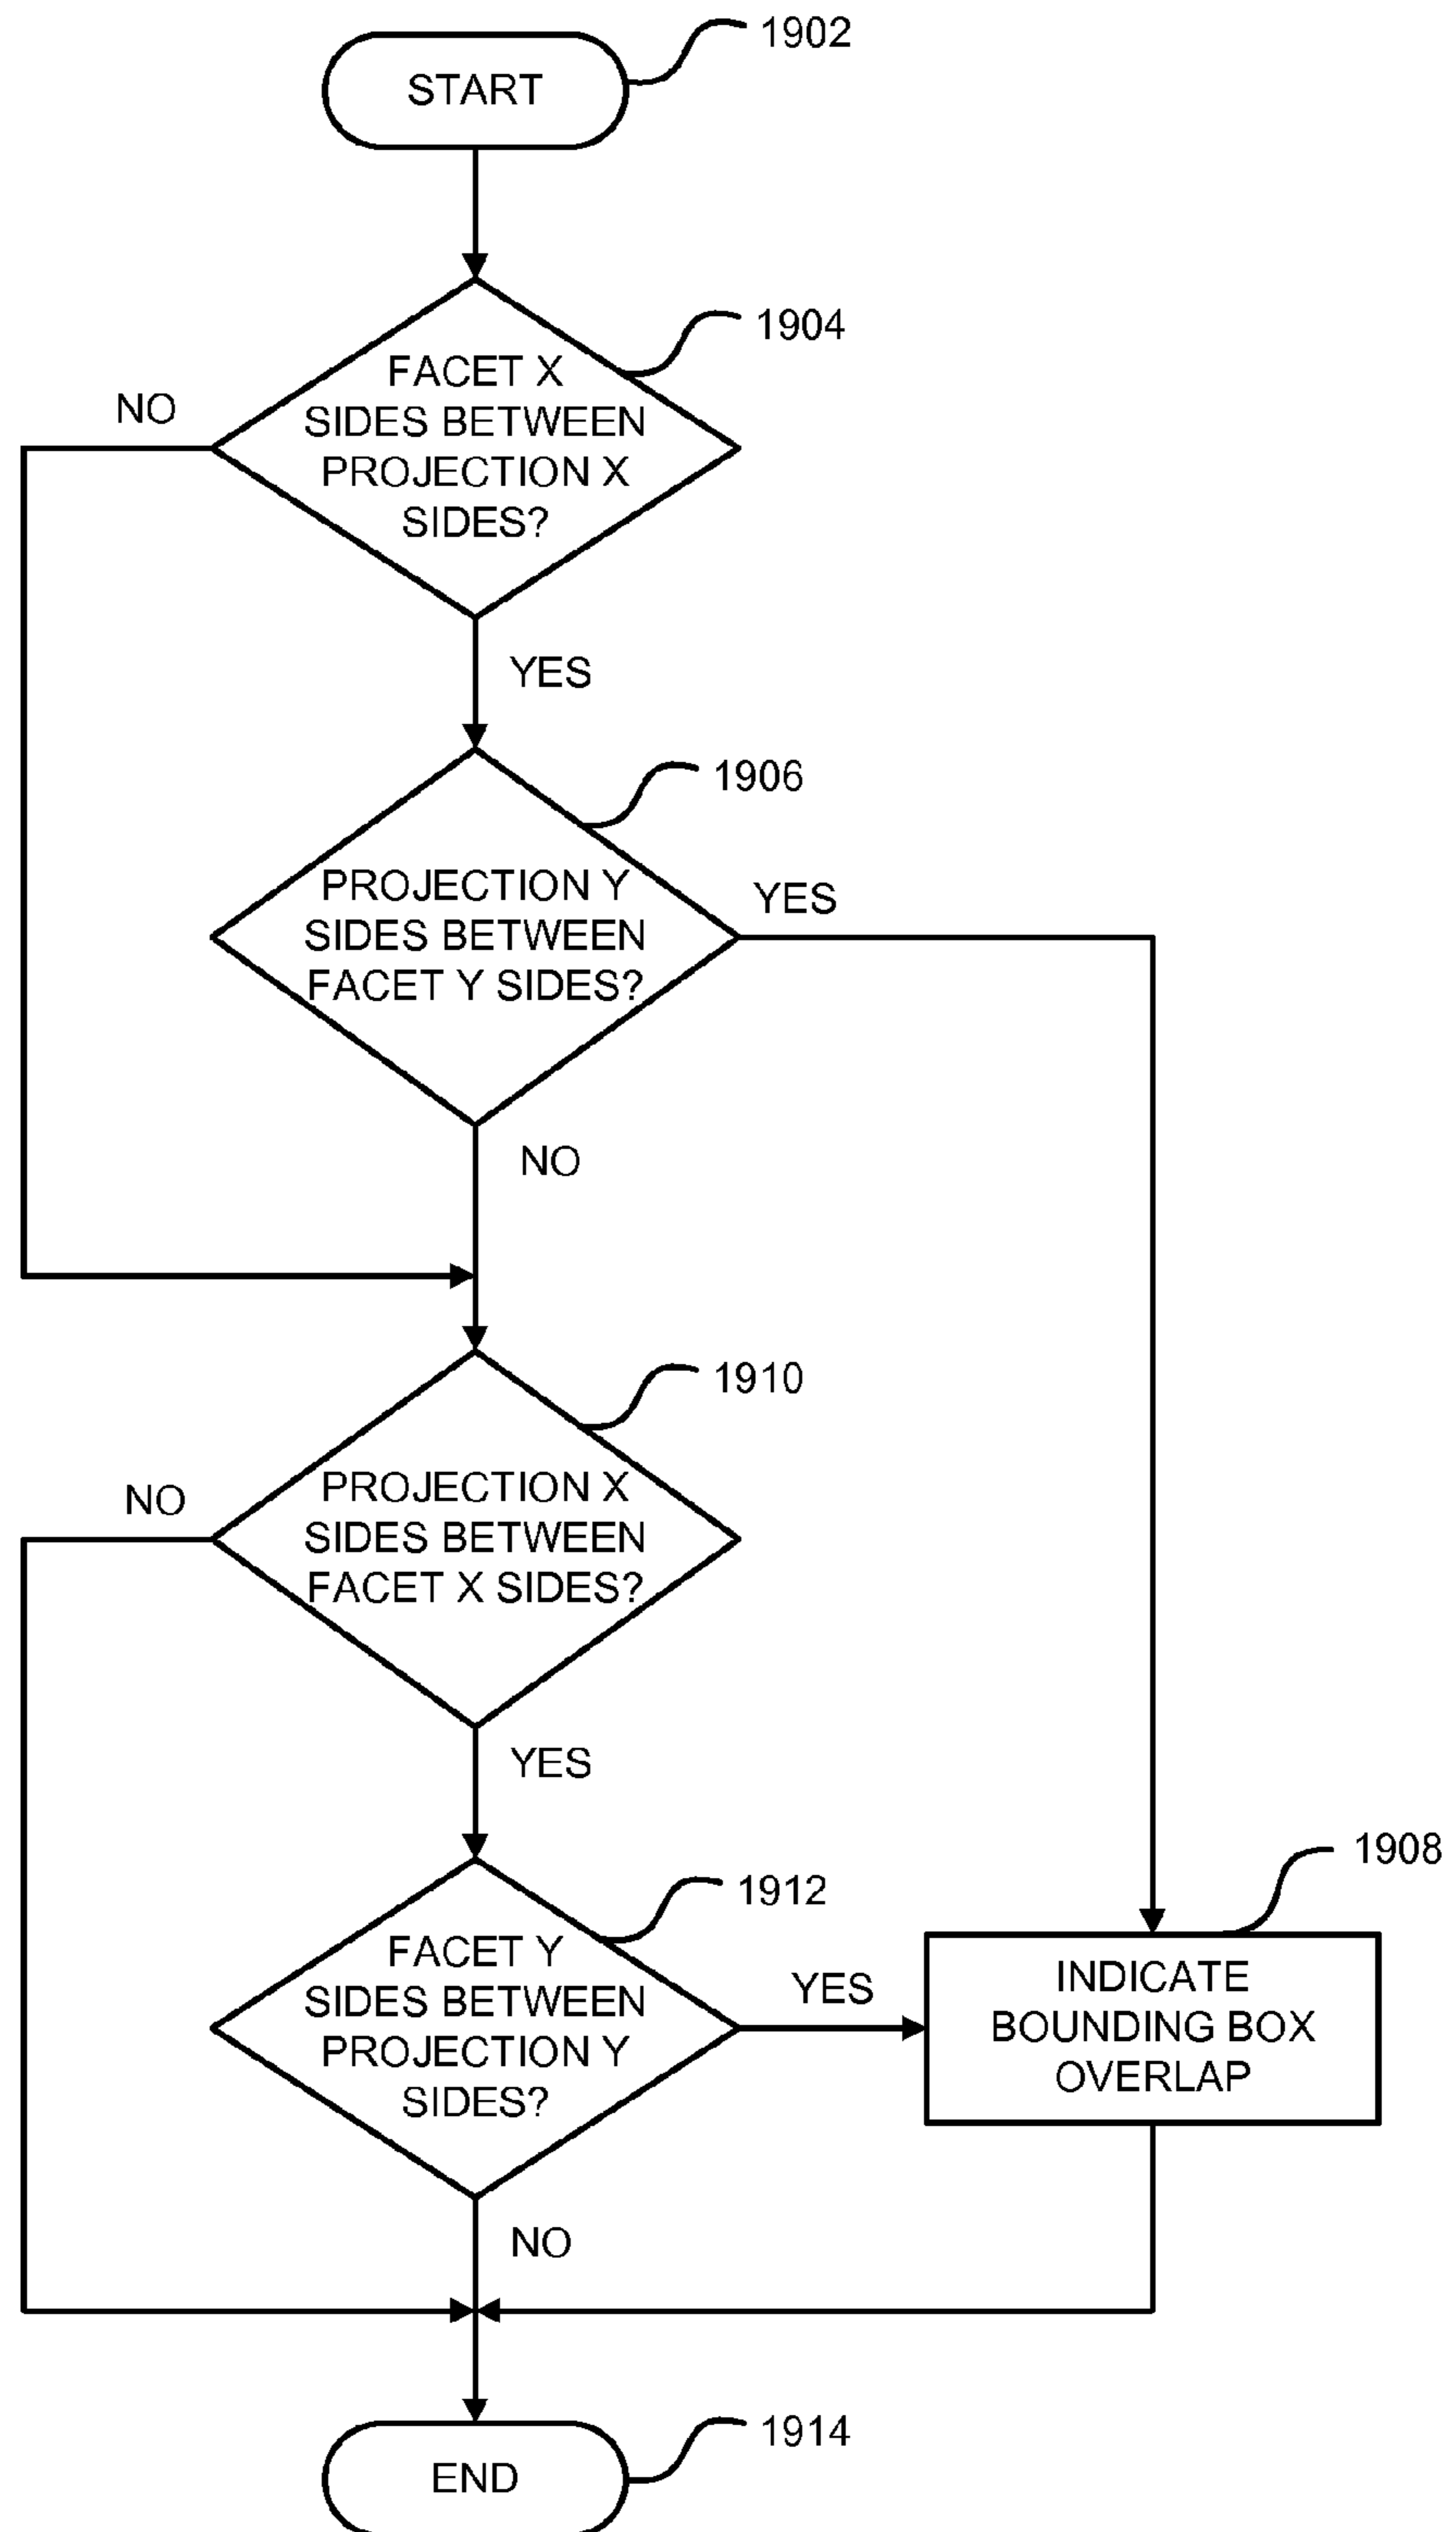 1902
START
1904
FACET X
SIDES BETWEEN
PROJECTION X
SIDES?
NO
YES
1906
PROJECTION Y
SIDES BETWEEN
FACET Y SIDES?
YES
NO
1910
PROJECTION X
SIDES BETWEEN
FACET X SIDES?
NO
YES
1912
FACET Y
SIDES BETWEEN
PROJECTION Y
SIDES?
YES
1908
INDICATE
BOUNDING BOX
OVERLAP
NO
1914
END